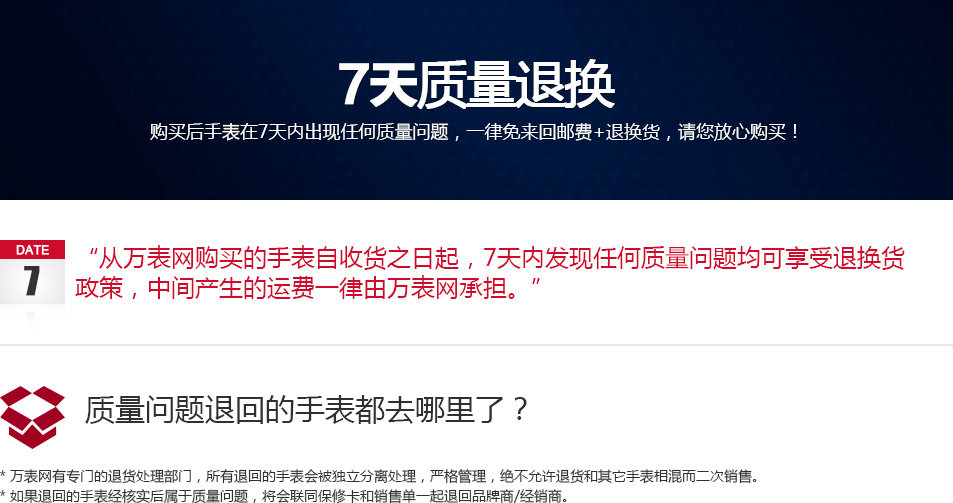 7天质量退换
购买后手表在7天内出现任何质量问题，一律免来回邮费+退换货，请您放心购买！
DATE
7
“从万表网购买的手表自收货之日起，7天内发现任何质量问题均可享受退换货
政策，中间产生的运费一律由万表网承担。”
质量问题退回的手表都去哪里了？
* 万表网有专门的退货处理部门，所有退回的手表会被独立分离处理，严格管理，绝不允许退货和其它手表相混而二次销售。
* 如果退回的手表经核实后属于质量问题，将会联同保修卡和销售单一起退回品牌商/经销商。